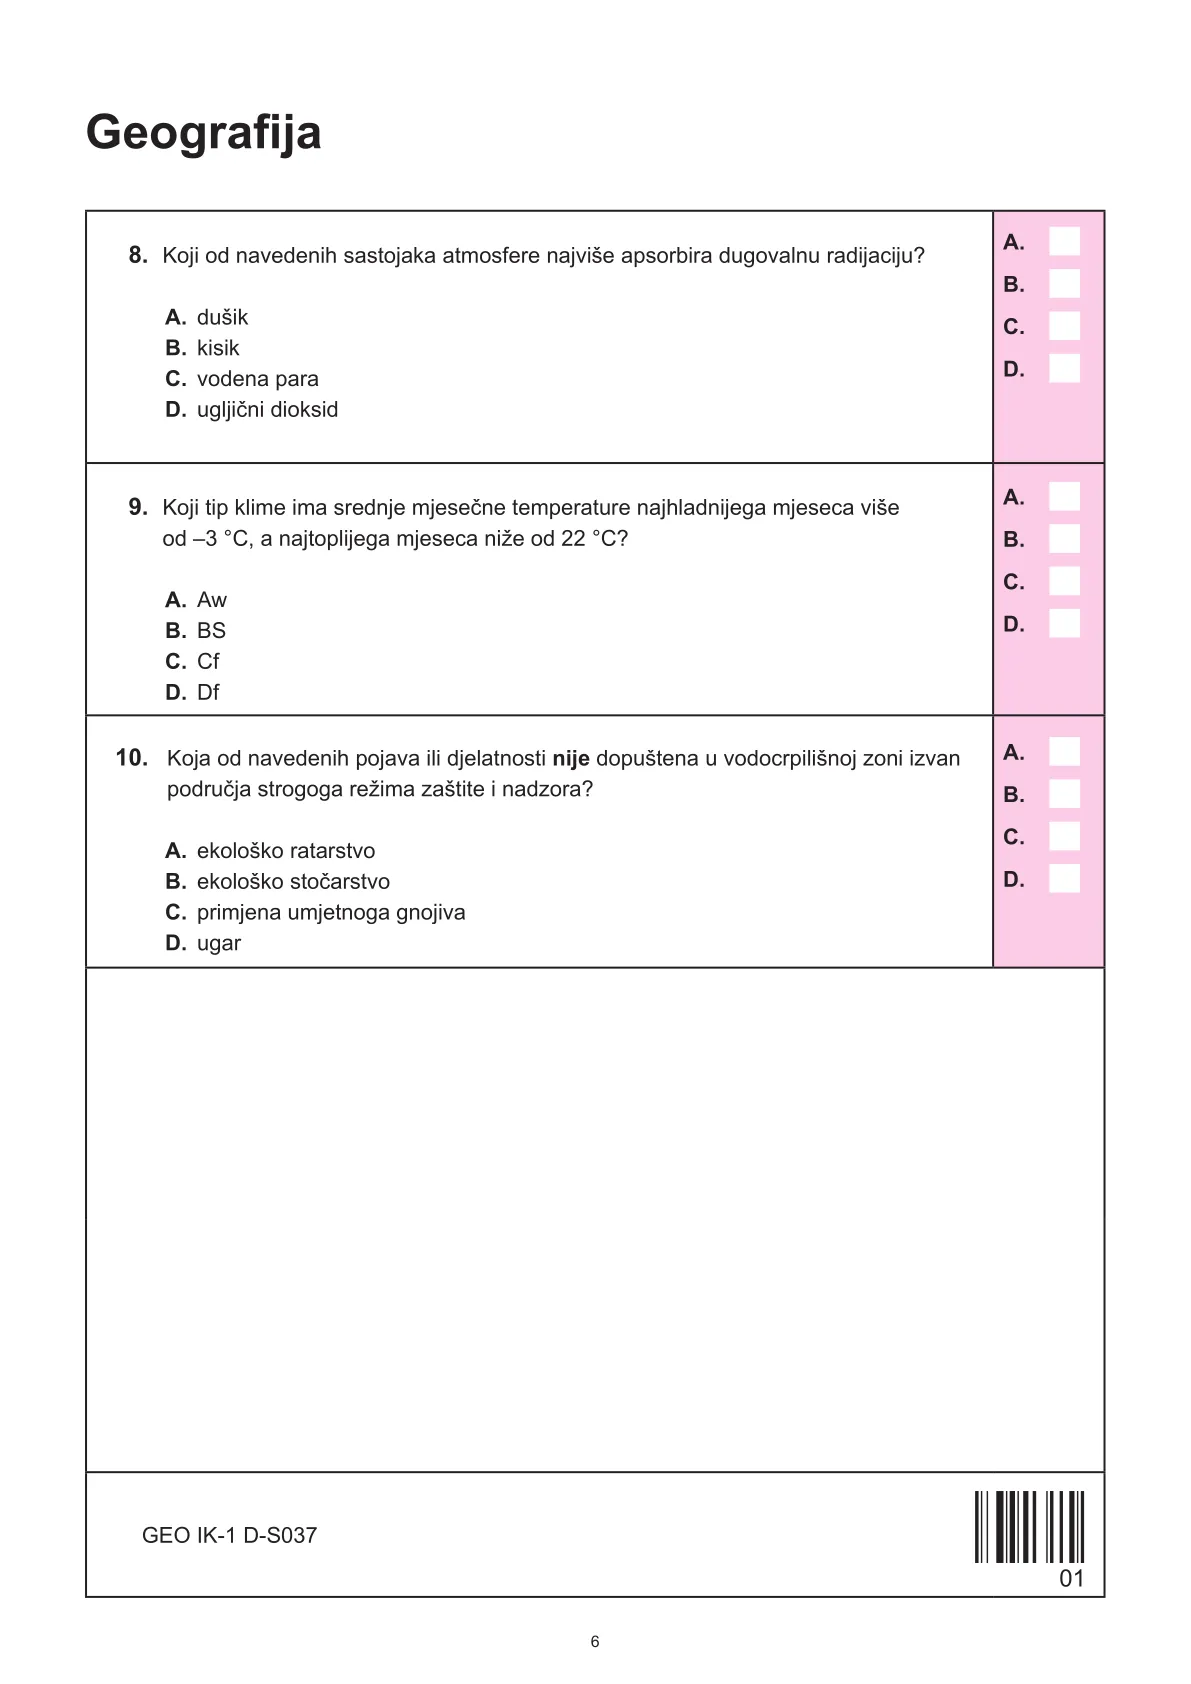 Geografija
8. Koji od navedenih sastojaka atmosfere najviše apsorbira dugovalnu radijaciju?
A. dušik
B. kisik
C. vodena para
D. ugljični dioksid
A.
B.
C.
D.
9. Koji tip klime ima srednje mjesečne temperature najhladnijega mjeseca više
od –3 °C, a najtoplijega mjeseca niže od 22 °C?
A. Aw
B. BS
C. Cf
D. Df
A.
B.
C.
D.
10. Koja od navedenih pojava ili djelatnosti nije dopuštena u vodocrpilišnoj zoni izvan
područja strogoga režima zaštite i nadzora?
A. ekološko ratarstvo
B. ekološko stočarstvo
C. primjena umjetnoga gnojiva
D. ugar
A.
B.
C.
D.
GEO IK-1 D-S037
01
6